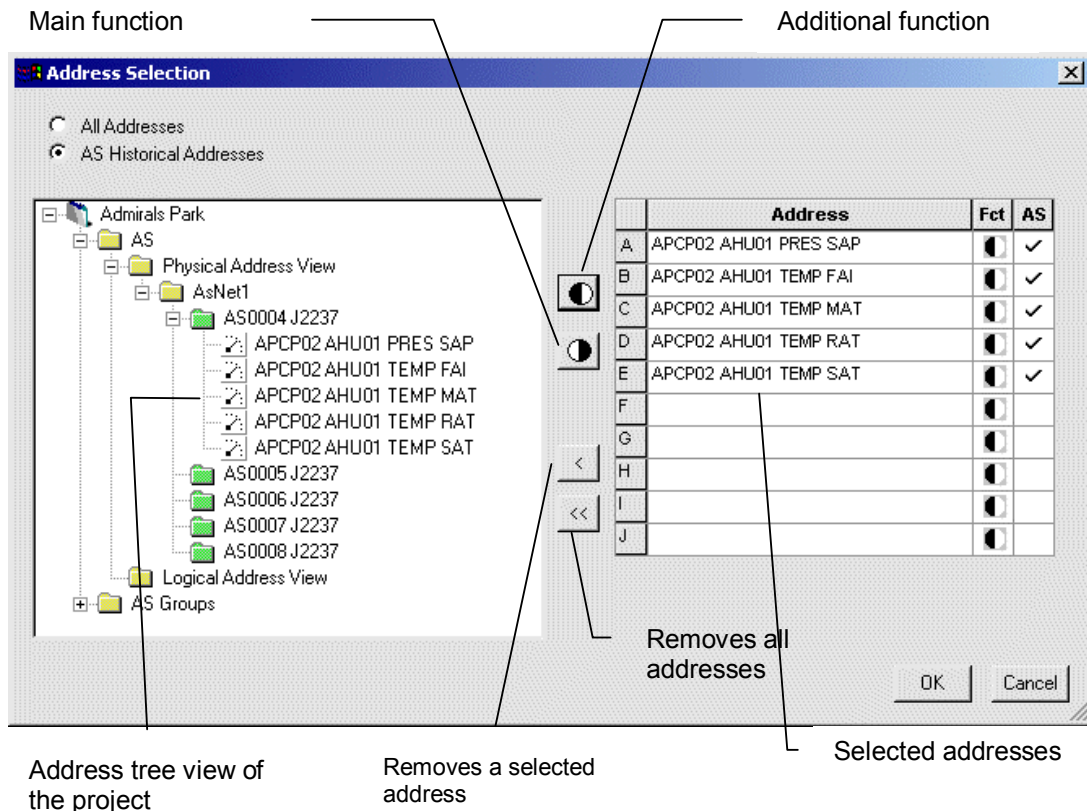 Main function
Additional function
Address Selection
All Addresses
AS Historical Addresses
Admirals Park
AS
Physical Address View
AsNet1
AS0004 J2237
APCP02 AHU01 PRES SAP
APCP02 AHU01 TEMP FAI
APCP02 AHU01 TEMP MAT
APCP02 AHU01 TEMP RAT
APCP02 AHU01 TEMP SAT
AS0005 J2237
AS0006 J2237
AS0007 J2237
AS0008 J2237
Logical Address View
AS Groups
<
<<
Address Fct AS
A APCP02 AHU01 PRES SAP
B APCP02 AHU01 TEMP FAI
C APCP02 AHU01 TEMP MAT
D APCP02 AHU01 TEMP RAT
E APCP02 AHU01 TEMP SAT
F
G
H
I
J
Removes all
addresses
OK Cancel
Address tree view of
the project
Removes a selected
address
Selected addresses